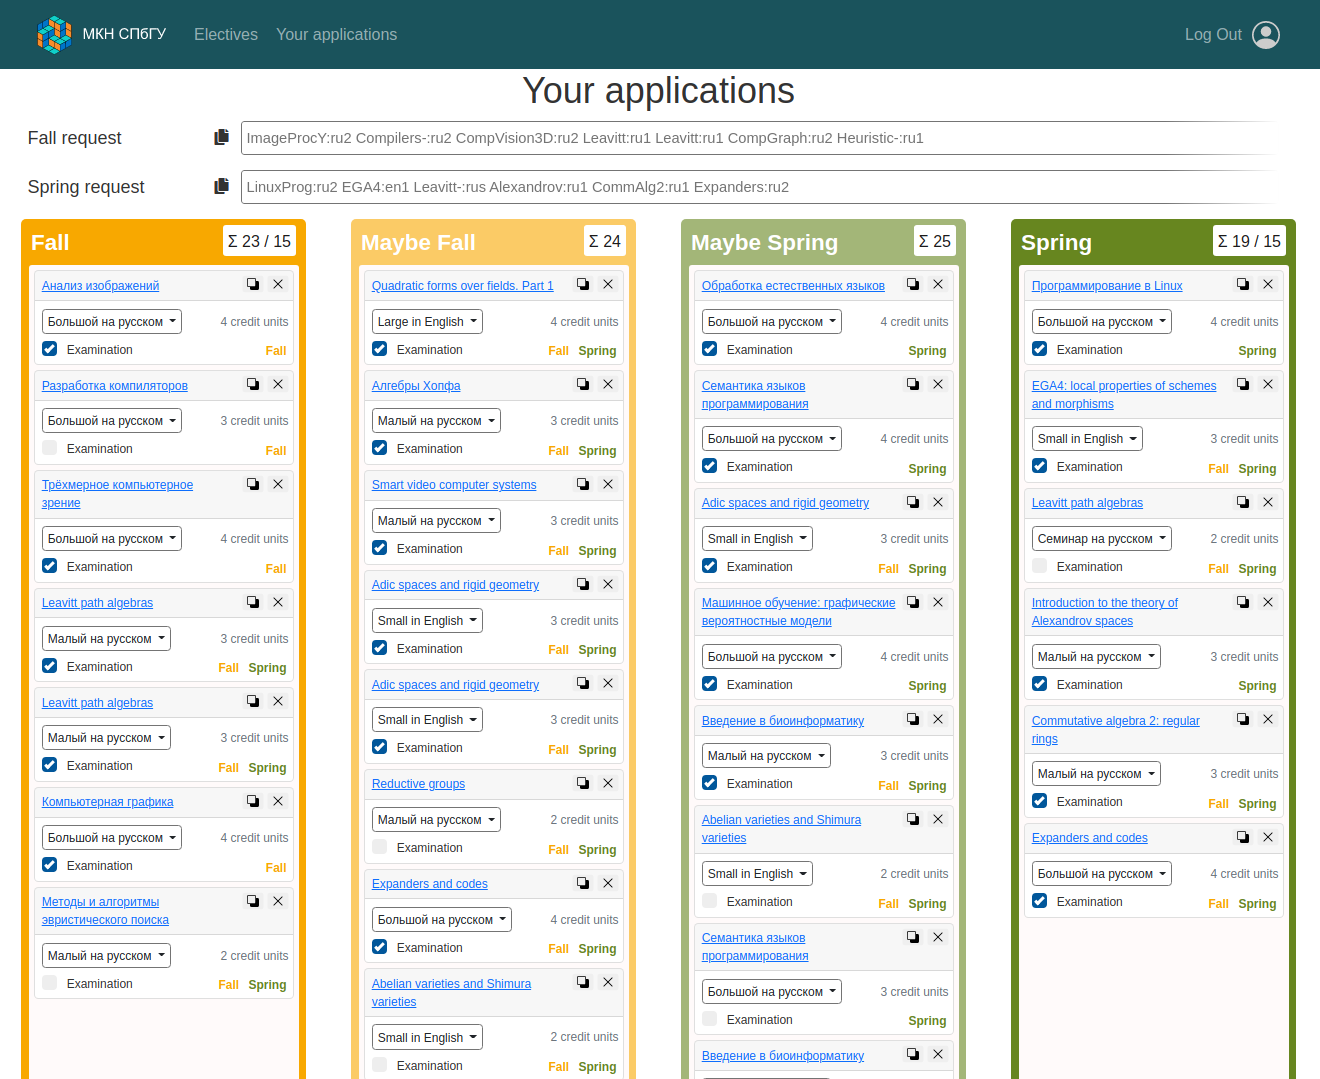 МКН СПбГУ
Electives
Your applications
Log Out
Your applications
Fall request
ImageProcY:ru2 Compilers-:ru2 CompVision3D:ru2 Leavitt:ru1 Leavitt:ru1 CompGraph:ru2 Heuristic-:ru1
Spring request
LinuxProg:ru2 EGA4:en1 Leavitt-:rus Alexandrov:ru1 CommAlg2:ru1 Expanders:ru2
Fall
Σ 23 / 15
Анализ изображений
Большой на русском
4 credit units
Examination
Fall
Разработка компиляторов
Большой на русском
3 credit units
Examination
Fall
Трёхмерное компьютерное
зрение
Большой на русском
4 credit units
Examination
Fall
Leavitt path algebras
Малый на русском
3 credit units
Examination
Fall Spring
Leavitt path algebras
Малый на русском
3 credit units
Examination
Fall Spring
Компьютерная графика
Большой на русском
4 credit units
Examination
Fall
Методы и алгоритмы
эвристического поиска
Малый на русском
2 credit units
Examination
Fall Spring
Maybe Fall
Σ 24
Quadratic forms over fields. Part 1
Large in English
4 credit units
Examination
Fall Spring
Алгебры Хопфа
Малый на русском
3 credit units
Examination
Fall Spring
Smart video computer systems
Малый на русском
3 credit units
Examination
Fall Spring
Adic spaces and rigid geometry
Small in English
3 credit units
Examination
Fall Spring
Adic spaces and rigid geometry
Small in English
3 credit units
Examination
Fall Spring
Reductive groups
Малый на русском
2 credit units
Examination
Fall Spring
Expanders and codes
Большой на русском
4 credit units
Examination
Fall Spring
Abelian varieties and Shimura
varieties
Small in English
2 credit units
Examination
Fall Spring
Maybe Spring
Σ 25
Обработка естественных языков
Большой на русском
4 credit units
Examination
Spring
Семантика языков
программирования
Большой на русском
4 credit units
Examination
Spring
Adic spaces and rigid geometry
Small in English
3 credit units
Examination
Fall Spring
Машинное обучение: графические
вероятностные модели
Большой на русском
4 credit units
Examination
Spring
Введение в биоинформатику
Малый на русском
3 credit units
Examination
Fall Spring
Abelian varieties and Shimura
varieties
Small in English
2 credit units
Examination
Fall Spring
Семантика языков
программирования
Большой на русском
3 credit units
Examination
Spring
Введение в биоинформатику
Spring
Σ 19 / 15
Программирование в Linux
Большой на русском
4 credit units
Examination
Spring
EGA4: local properties of schemes
and morphisms
Small in English
3 credit units
Examination
Fall Spring
Leavitt path algebras
Семинар на русском
2 credit units
Examination
Fall Spring
Introduction to the theory of
Alexandrov spaces
Малый на русском
3 credit units
Examination
Spring
Commutative algebra 2: regular
rings
Малый на русском
3 credit units
Examination
Fall Spring
Expanders and codes
Большой на русском
4 credit units
Examination
Fall Spring